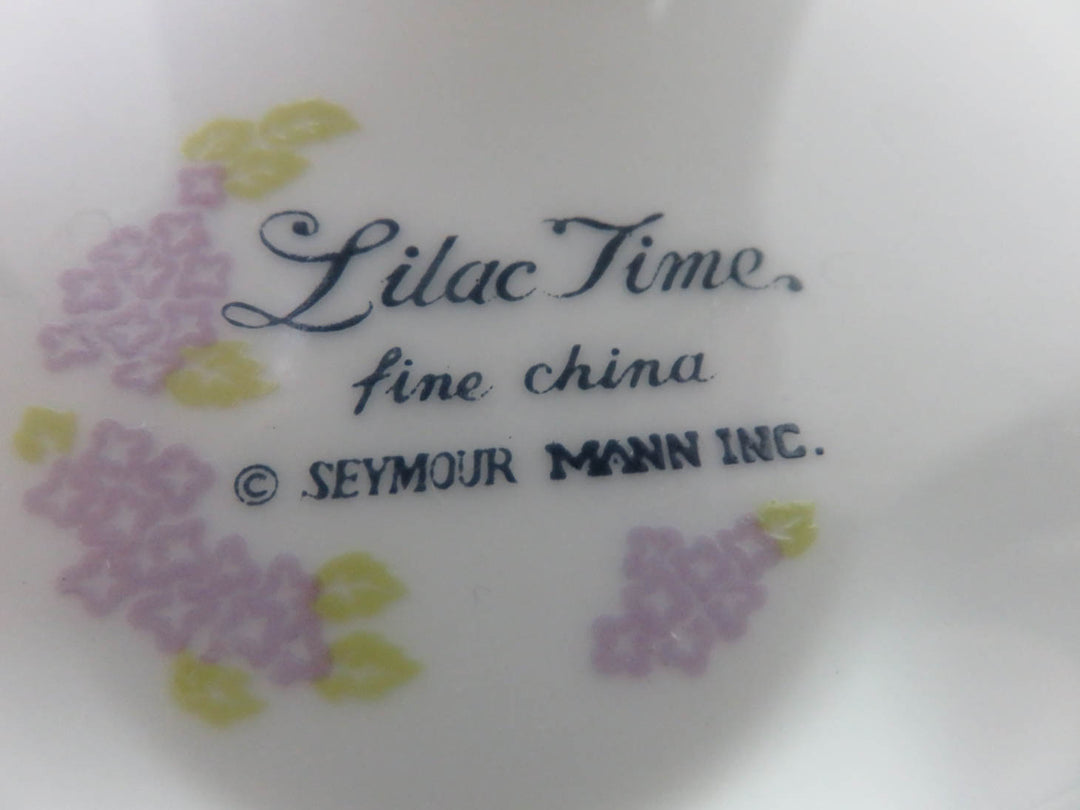 Lilac Time
fine china
© SEYMOUR MANN INC.